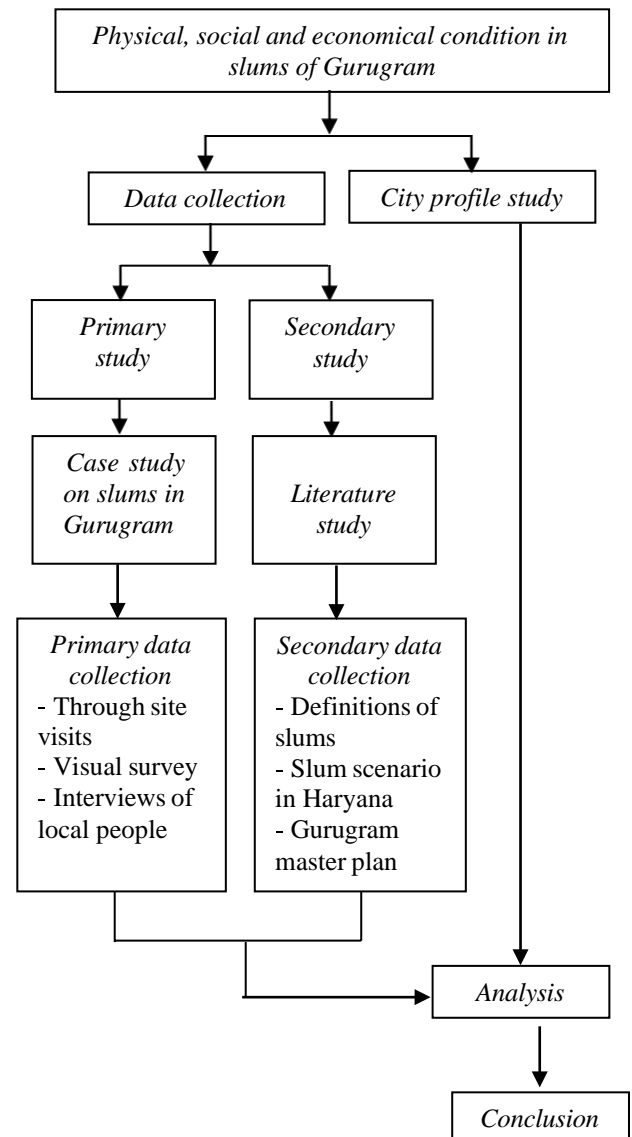 Physical, social and economical condition in
slums of Gurugram
Data collection
City profile study
Primary
study
Secondary
study
Case study
on slums in
Gurugram
Literature
study
Primary data
collection
- Through site
visits
- Visual survey
- Interviews of
local people
Secondary data
collection
- Definitions of
slums
- Slum scenario
in Haryana
- Gurugram
master plan
Analysis
Conclusion